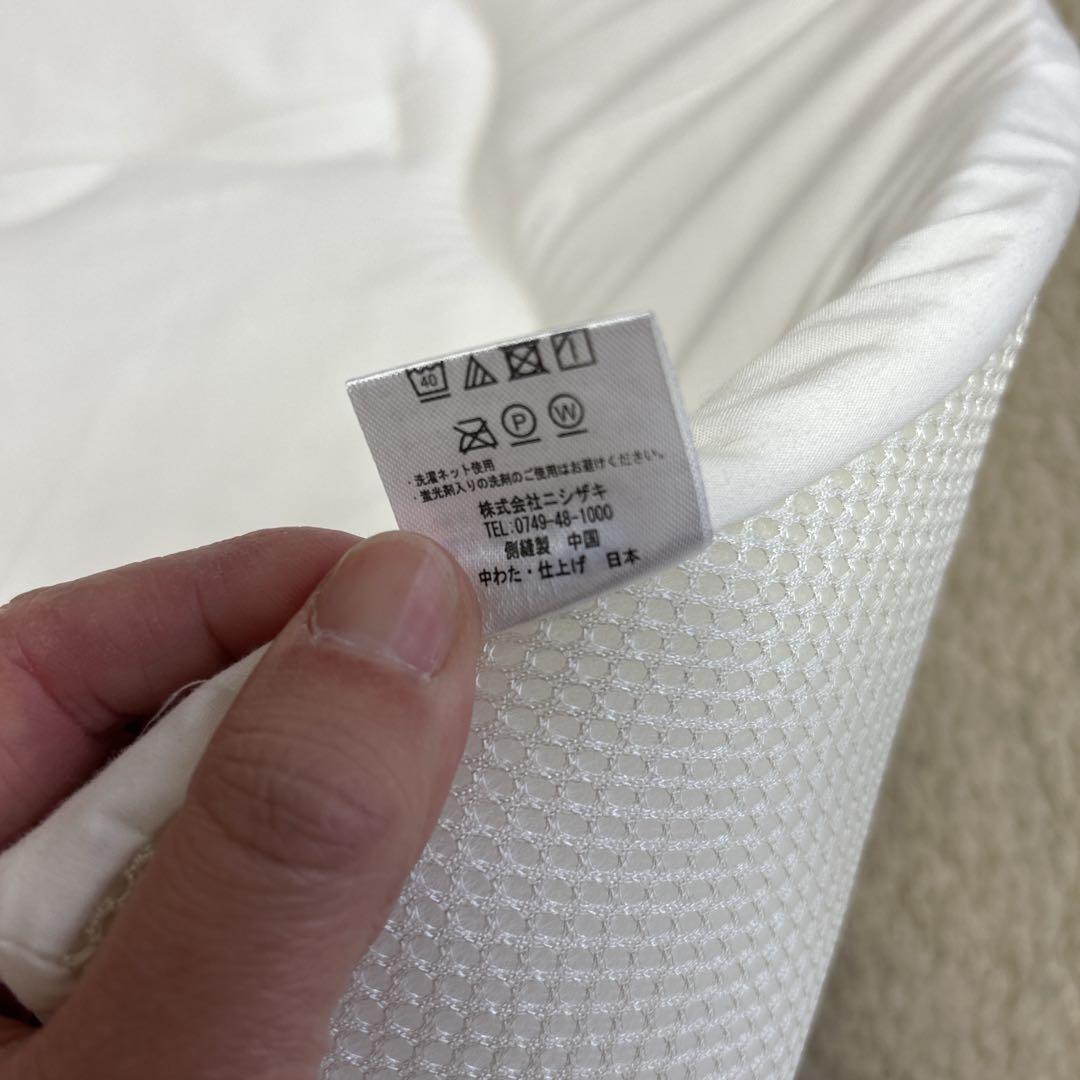 40
P W
・洗濯ネット使用
・蛍光剤入りの洗剤のご使用はお避けください。
株式会社ニシザキ
TEL:0749-48-1000
側縫製 中国
中わた・仕上げ 日本